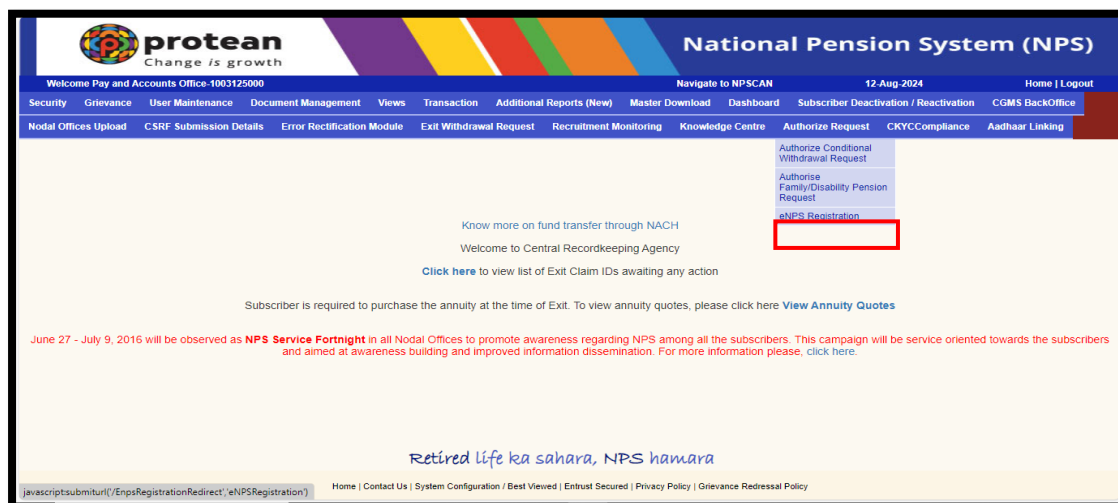 protean
Change is growth
National Pension System (NPS)
Welcome Pay and Accounts Office-1003125000 Navigate to NPSCAN 12-Aug-2024 Home | Logout
Security Grievance User Maintenance Document Management Views Transaction Additional Reports (New) Master Download Dashboard Subscriber Deactivation / Reactivation CGMS BackOffice
Nodal Offices Upload CSRF Submission Details Error Rectification Module Exit Withdrawal Request Recruitment Monitoring Knowledge Centre Authorize Request CKYCCompliance Aadhaar Linking
Authorize Conditional
Withdrawal Request
Authorise
Family/Disability Pension
Request
eNPS Registration
Know more on fund transfer through NACH
Welcome to Central Recordkeeping Agency
Click here to view list of Exit Claim IDs awaiting any action
Subscriber is required to purchase the annuity at the time of Exit. To view annuity quotes, please click here View Annuity Quotes
June 27 - July 9, 2016 will be observed as NPS Service Fortnight in all Nodal Offices to promote awareness regarding NPS among all the subscribers. This campaign will be service oriented towards the subscribers
and aimed at awareness building and improved information dissemination. For more information please, click here.
Retired life ka sahara, NPS hamara
javascript:submiturl('/EnpsRegistrationRedirect','eNPSRegistration') Home | Contact Us | System Configuration / Best Viewed | Entrust Secured | Privacy Policy | Grievance Redressal Policy